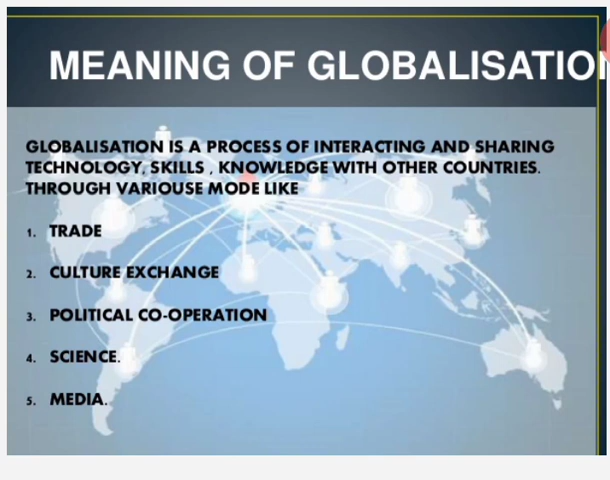 MEANING OF GLOBALISATION
GLOBALISATION IS A PROCESS OF INTERACTING AND SHARING
TECHNOLOGY, SKILLS , KNOWLEDGE WITH OTHER COUNTRIES.
THROUGH VARIOUSE MODE LIKE
1. TRADE
2. CULTURE EXCHANGE
3. POLITICAL CO-OPERATION
4. SCIENCE.
5. MEDIA.